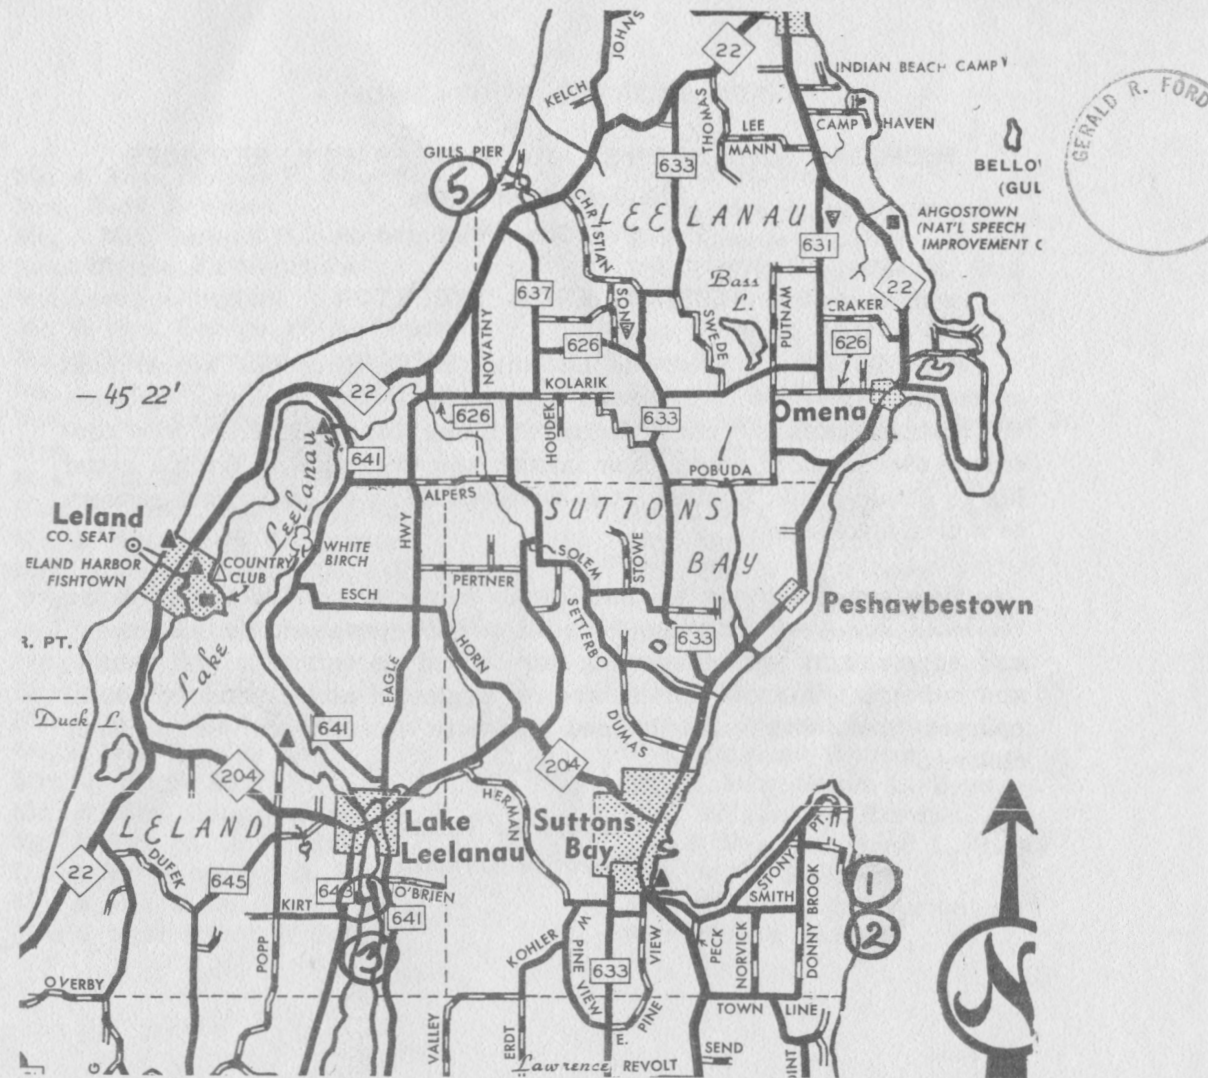 JOHNS
22
INDIAN BEACH CAMP
KELCH
THOMAS
LEE
MANN
CAMP HAVEN
GERALD R. FORD
GILLS PIER
5
633
BELLO
(GUL
LEELANAU
CHRISTIAN
SON
AHGOSTOWN
(NAT'L SPEECH
IMPROVEMENT C
631
Bass
L.
22
637
NOVATNY
SWEDE
PUTNAM
CRAKER
626
626
45 22'
22
KOLARIK
626
HOUDEK
633
Omena
641
ALPERS
POBUDA
Leland
CO. SEAT
ELAND HARBOR
FISHTOWN
COUNTRY
CLUB
Lake Leelanau
WHITE
BIRCH
HWY
EAGLE
SUTTONS
BAY
SOLEM
STOWE
PERTNER
ESCH
SETTERBO
Peshawbestown
633
R. PT.
HORN
Duck L.
641
DUMAS
204
204
HERMAN
LELAND
Lake
Leelanau
Suttons
Bay
STONY
PT.
22
DUFEK
645
643
O'BRIEN
SMITH
1
KIRT
641
DONNY BROOK
2
POPP
3
KOHLER
W PINE VIEW
633
VIEW
PINE
PECK
NORVICK
OVERBY
TOWN LINE
VALLEY
ERDT
E.
Lawrence
REVOLT
SEND
OINT
G
N